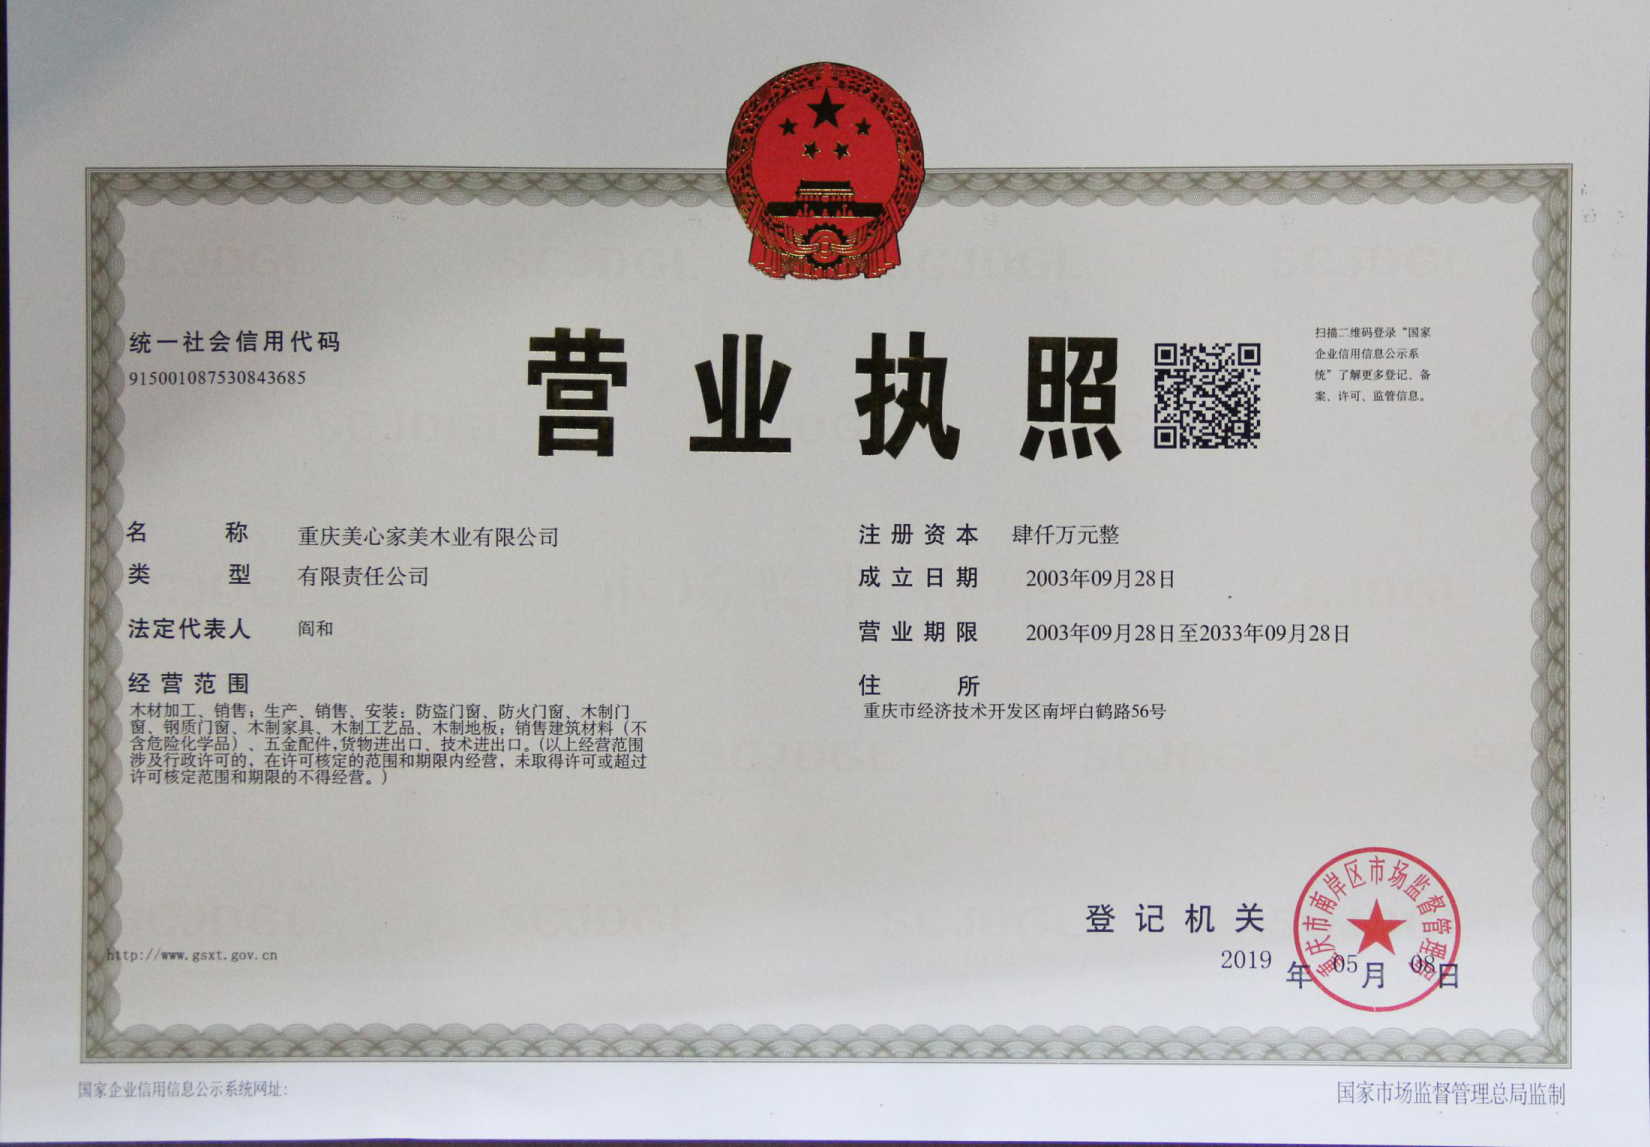 统一社会信用代码
915001087530843685
营业执照
扫描二维码登录“国家
企业信用信息公示系
统”了解更多登记、备
案、许可、监管信息。
名称 重庆美心家美木业有限公司
类型 有限责任公司
法定代表人 阎和
经营范围
木材加工、销售；生产、销售、安装：防盗门窗、防火门窗、木制门
窗、钢质门窗、木制家具、木制工艺品、木制地板；销售建筑材料（不
含危险化学品）、五金配件,货物进出口、技术进出口。（以上经营范围
涉及行政许可的，在许可核定的范围和期限内经营，未取得许可或超过
许可核定范围和期限的不得经营。）
注册资本 肆仟万元整
成立日期 2003年09月28日
营业期限 2003年09月28日至2033年09月28日
住所
重庆市经济技术开发区南坪白鹤路56号
登记机关
重庆市南岸区市场监督管理局
2019年05月08日
http://www.gsxt.gov.cn
国家企业信用信息公示系统网址:
国家市场监督管理总局监制